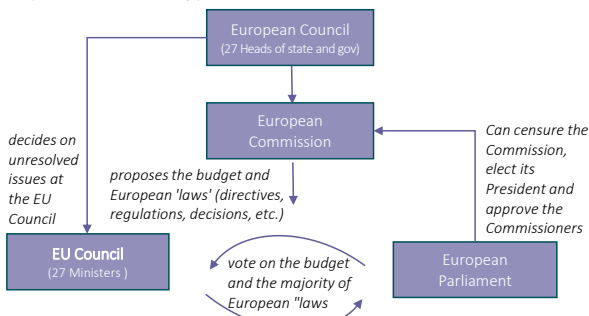 European Council
(27 Heads of state and gov)
European
Commission
decides on
unresolved
issues at
the EU
Council
proposes the budget and
European 'laws' (directives,
regulations, decisions, etc.)
Can censure the
Commission,
elect its
President and
approve the
Commissioners
EU Council
(27 Ministers )
vote on the budget
and the majority of
European "laws
European
Parliament